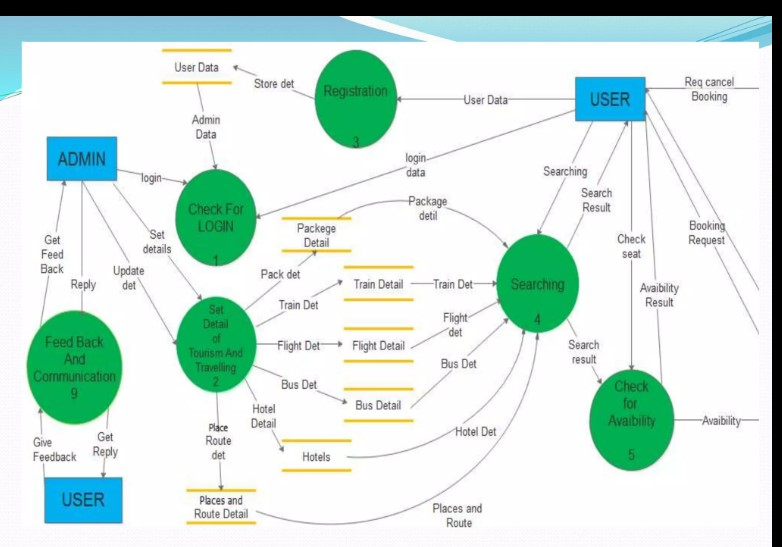 User Data
Store det
Registration
3
User Data
USER
Req cancel
Booking
Admin
Data
ADMIN
login
login
data
Check For
LOGIN
1
Searching
Search
Result
Package
detil
Packege
Detail
Get
Feed
Back
Reply
Set
details
Update
det
Pack det
Check
seat
Booking
Request
Train Det
Train Detail
Train Det
Searching
4
Avaibility
Result
Set
Detail
of
Tourism And
Travelling
2
Flight Det
Flight Detail
Flight
det
Feed Back
And
Communication
9
Bus Det
Bus Detail
Bus Det
Search
result
Check
for
Avaibility
5
Avaibility
Hotel
Detail
Hotels
Hotel Det
Place
Route
det
Give
Feedback
Get
Reply
USER
Places and
Route Detail
Places and
Route